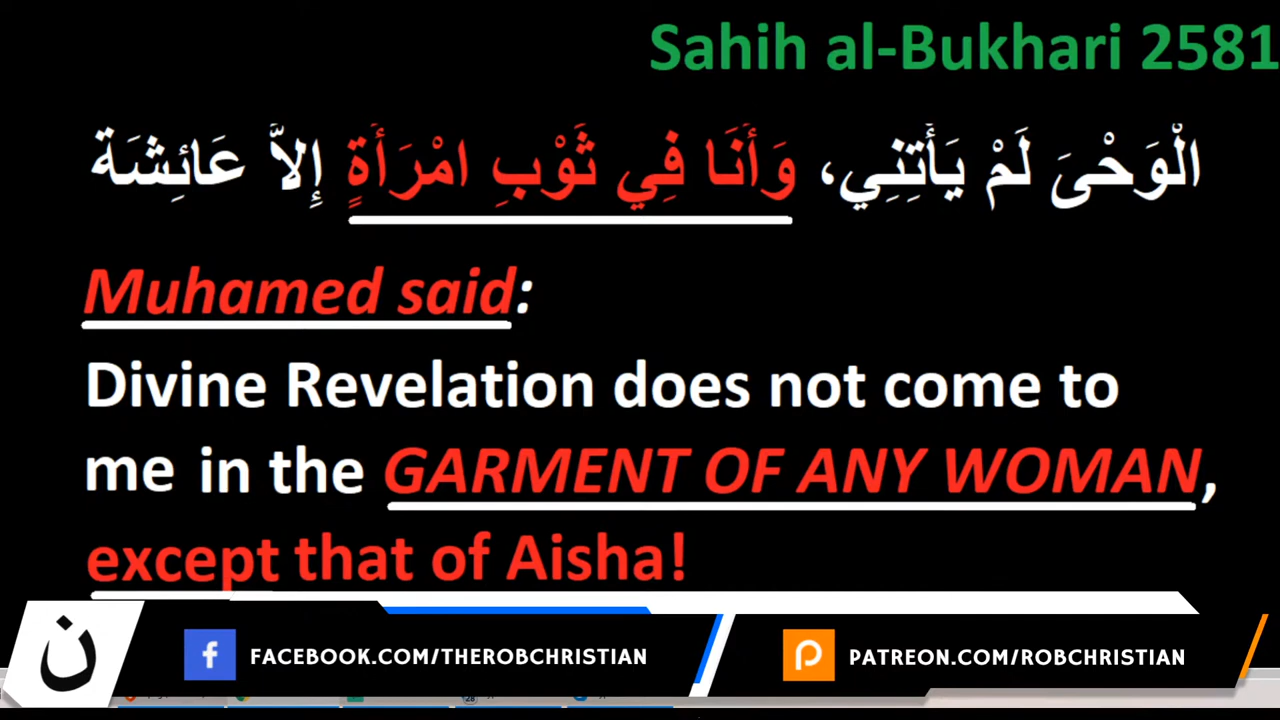 Sahih al-Bukhari 2581
الْوَحْىَ لَمْ يَأْتِنِي، وَأَنَا فِي ثَوْبِ امْرَأَةٍ إِلاَّ عَائِشَة
Muhamed said:
Divine Revelation does not come to
me in the GARMENT OF ANY WOMAN,
except that of Aisha!
ن
f FACEBOOK.COM/THEROBCHRISTIAN
PATREON.COM/ROBCHRISTIAN
28